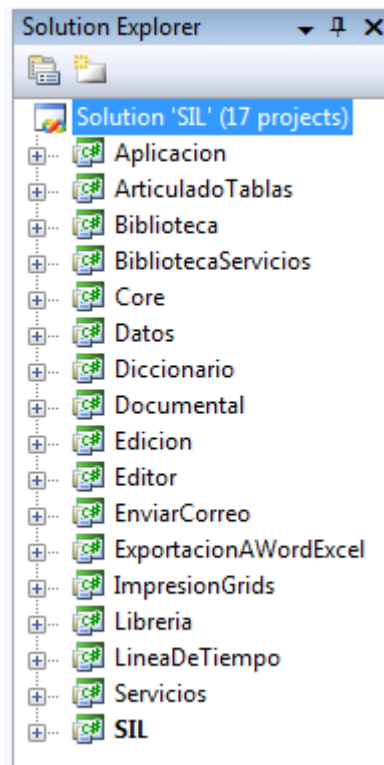 Solution Explorer
Solution 'SIL' (17 projects)
Aplicacion
ArticuladoTablas
Biblioteca
BibliotecaServicios
Core
Datos
Diccionario
Documental
Edicion
Editor
EnviarCorreo
ExportacionAWordExcel
ImpresionGrids
Libreria
LineaDeTiempo
Servicios
SIL